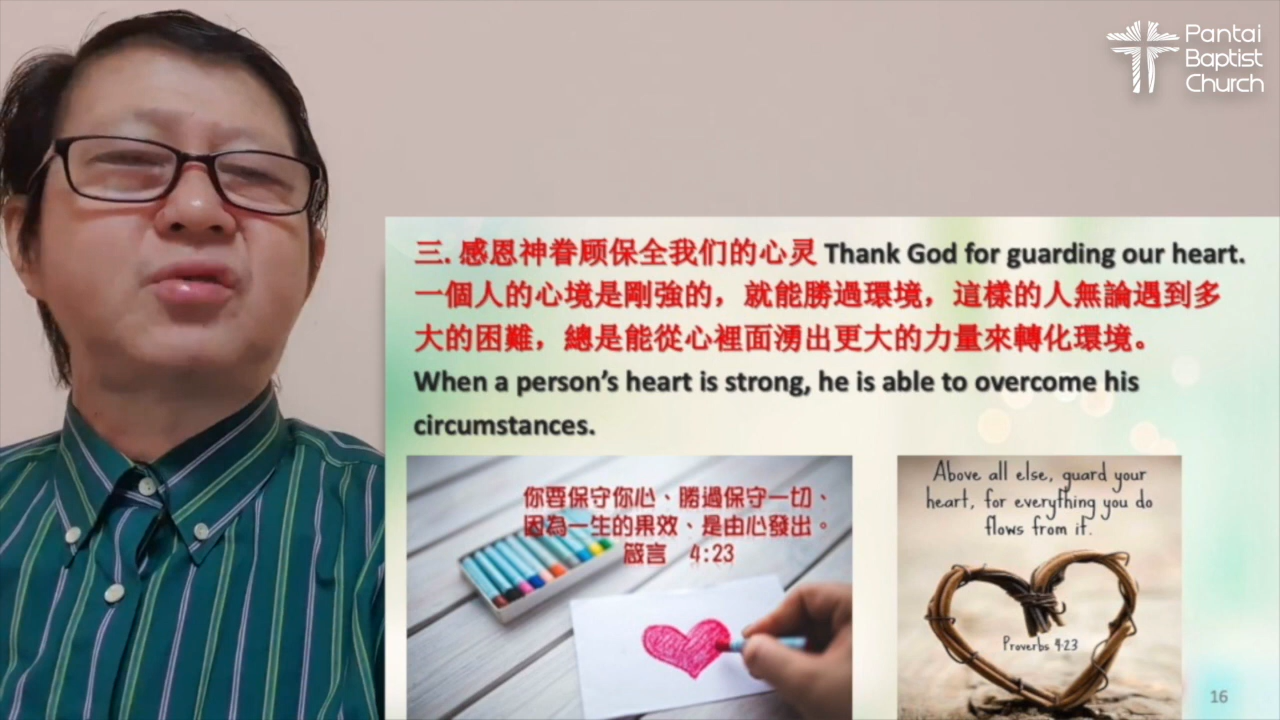 Pantai
Baptist
Church
三. 感恩神眷顾保全我们的心灵 Thank God for guarding our heart.
一個人的心境是剛強的，就能勝過環境，這樣的人無論遇到多
大的困難，總是能從心裡面湧出更大的力量來轉化環境。
When a person’s heart is strong, he is able to overcome his
circumstances.
你要保守你心、勝過保守一切、
因為一生的果效、是由心發出。
箴言 4:23
Above all else, guard your
heart, for everything you do
flows from it.
Proverbs 4:23
16